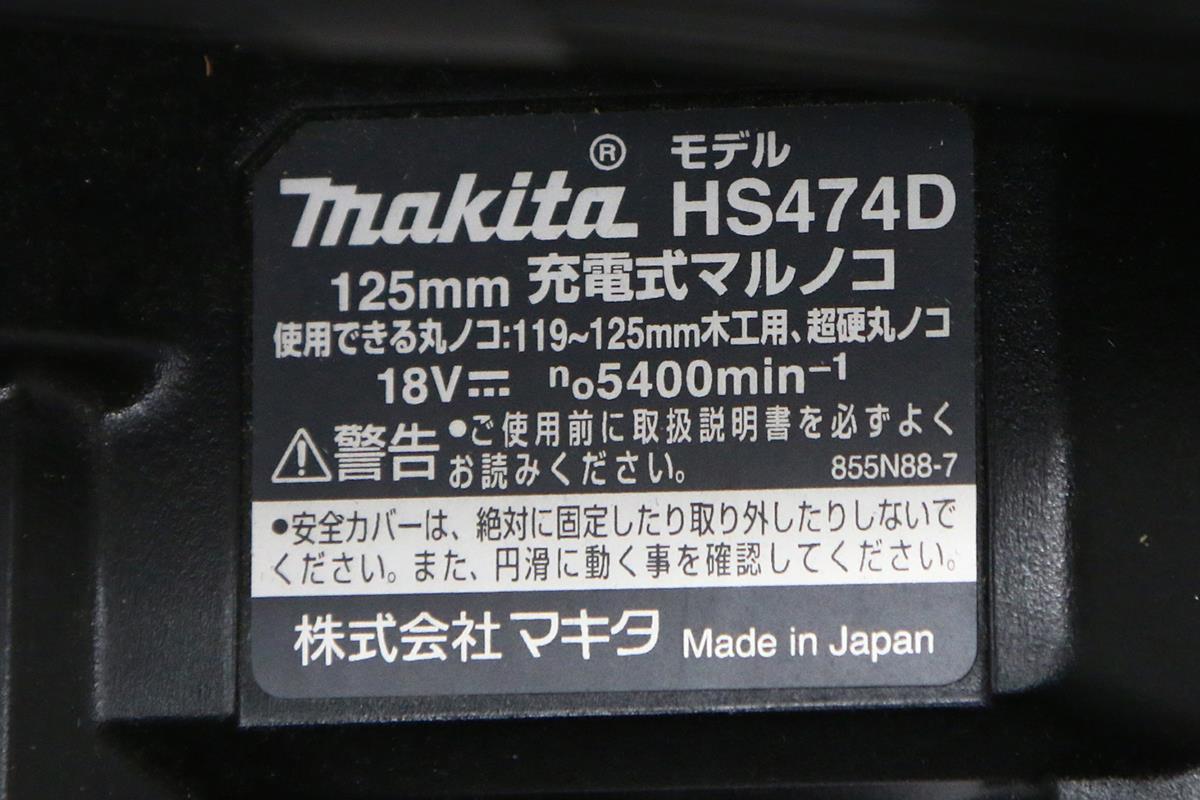 makita® モデル
HS474D
125mm 充電式マルノコ
使用できる丸ノコ:119~125mm木工用、超硬丸ノコ
18V⎓ n₀5400min⁻¹
⚠警告 •ご使用前に取扱説明書を必ずよく
お読みください。 855N88-7
•安全カバーは、絶対に固定したり取り外したりしないで
ください。また、円滑に動く事を確認してください。
株式会社マキタ Made in Japan